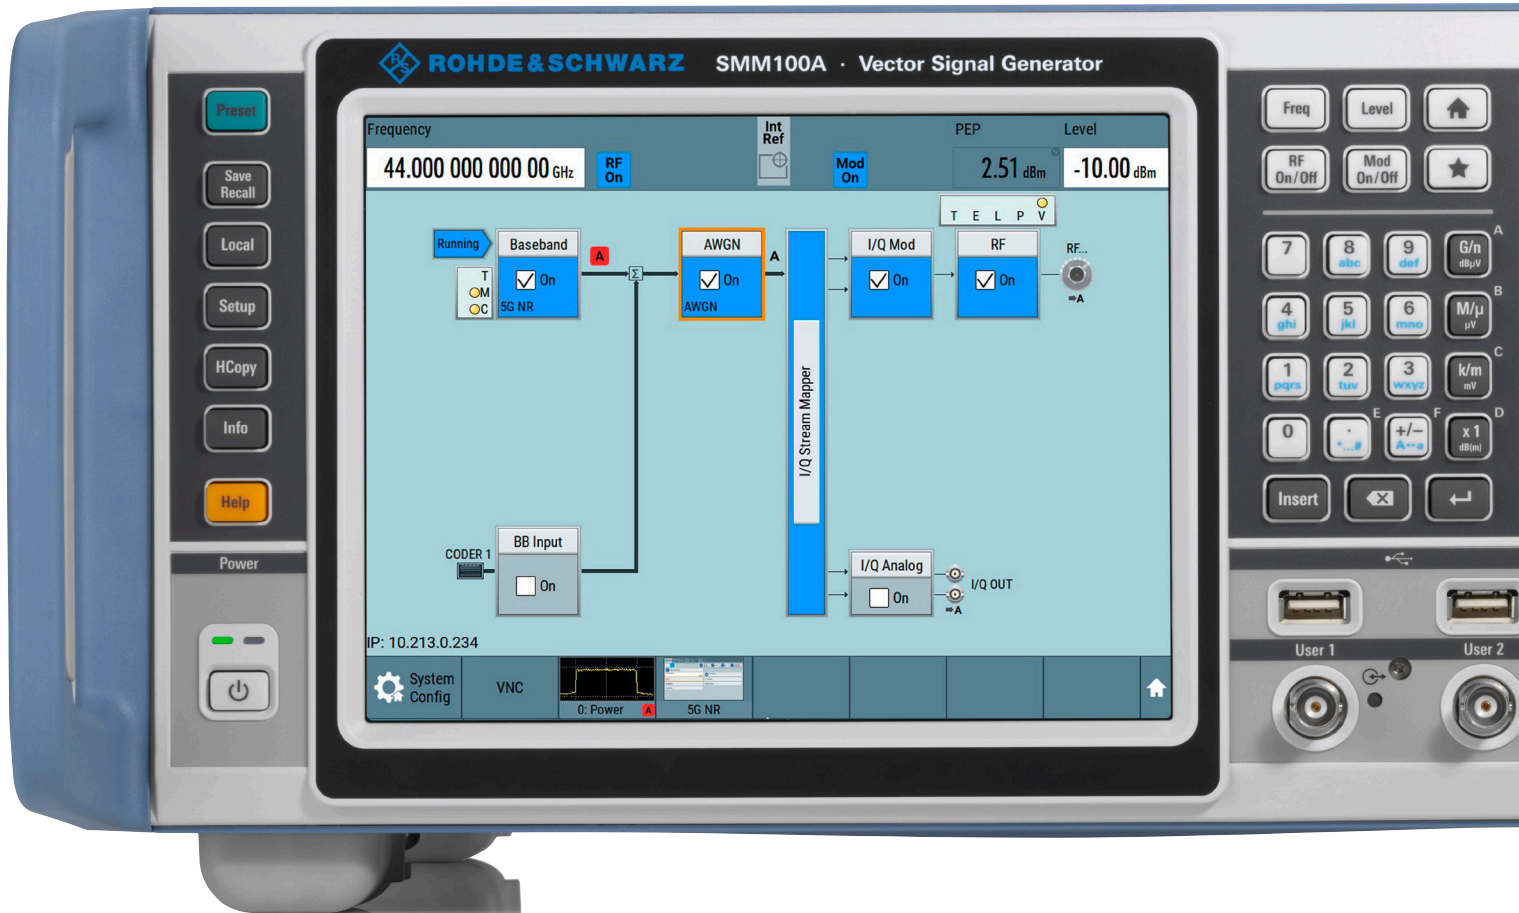 ROHDE & SCHWARZ SMM100A · Vector Signal Generator
Preset
Save
Recall
Local
Setup
HCopy
Info
Help
Power
Frequency
44.000 000 000 00 GHz
RF
On
Int
Ref
Mod
On
PEP
2.51 dBm
Level
-10.00 dBm
T E L P V
Running
Baseband
On
5G NR
T
M
C
A
Σ
AWGN
On
AWGN
A
I/Q Stream Mapper
I/Q Mod
On
RF
On
RF...
⇒A
CODER 1
BB Input
On
I/Q Analog
On
I/Q OUT
⇒A
IP: 10.213.0.234
System
Config
VNC
0: Power A
5G NR
Freq
Level
RF
On/Off
Mod
On/Off
7
8
abc
9
def
G/n
dBµV
A
4
ghi
5
jkl
6
mno
M/µ
µV
B
1
pqrs
2
tuv
3
wxyz
k/m
mV
C
0
.
*...#
E
+/−
A↔a
F
x 1
dB(m)
D
Insert
User 1
User 2